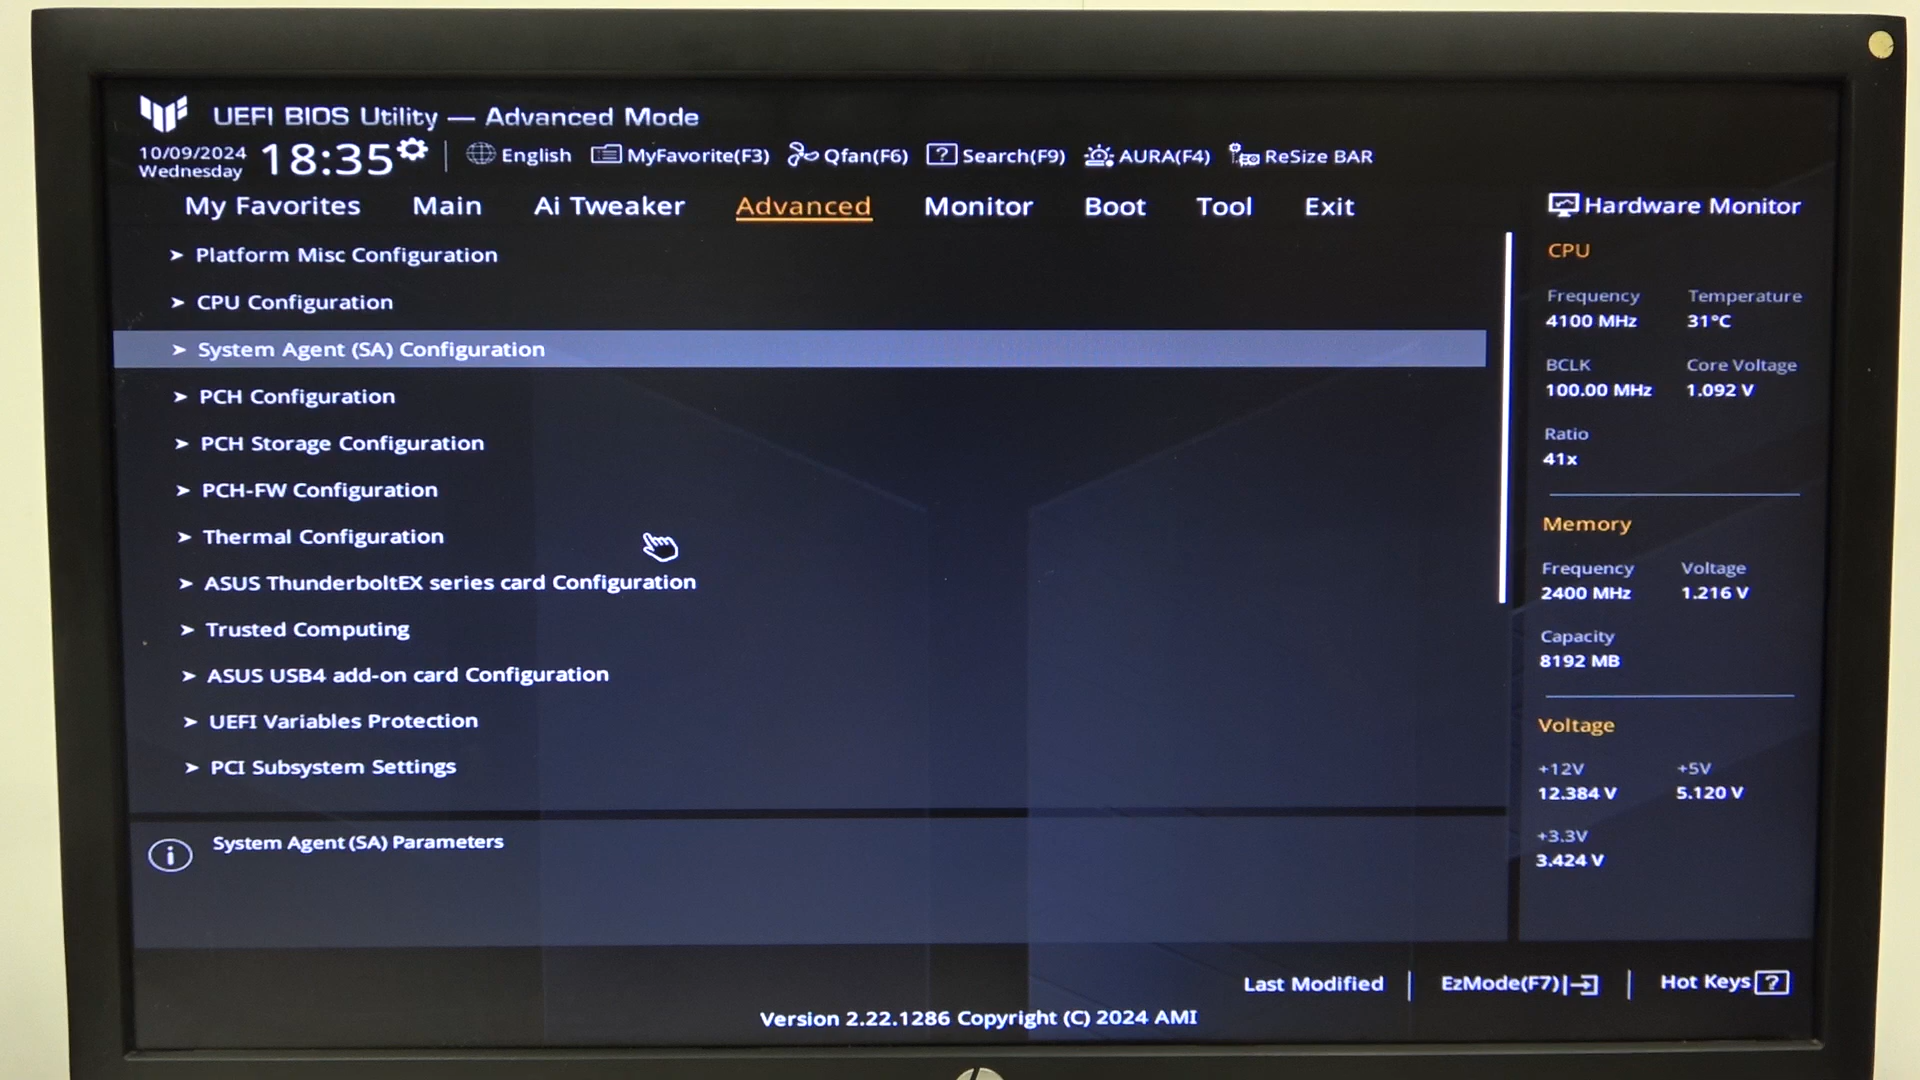 UEFI BIOS Utility — Advanced Mode
10/09/2024
Wednesday
18:35
English
MyFavorite(F3)
Qfan(F6)
Search(F9)
AURA(F4)
ReSize BAR
My Favorites
Main
Ai Tweaker
Advanced
Monitor
Boot
Tool
Exit
Platform Misc Configuration
CPU Configuration
System Agent (SA) Configuration
PCH Configuration
PCH Storage Configuration
PCH-FW Configuration
Thermal Configuration
ASUS ThunderboltEX series card Configuration
Trusted Computing
ASUS USB4 add-on card Configuration
UEFI Variables Protection
PCI Subsystem Settings
System Agent (SA) Parameters
Hardware Monitor
CPU
Frequency Temperature
4100 MHz 31°C
BCLK Core Voltage
100.00 MHz 1.092 V
Ratio
41x
Memory
Frequency Voltage
2400 MHz 1.216 V
Capacity
8192 MB
Voltage
+12V +5V
12.384 V 5.120 V
+3.3V
3.424 V
Last Modified
EzMode(F7)
Hot Keys ?
Version 2.22.1286 Copyright (C) 2024 AMI